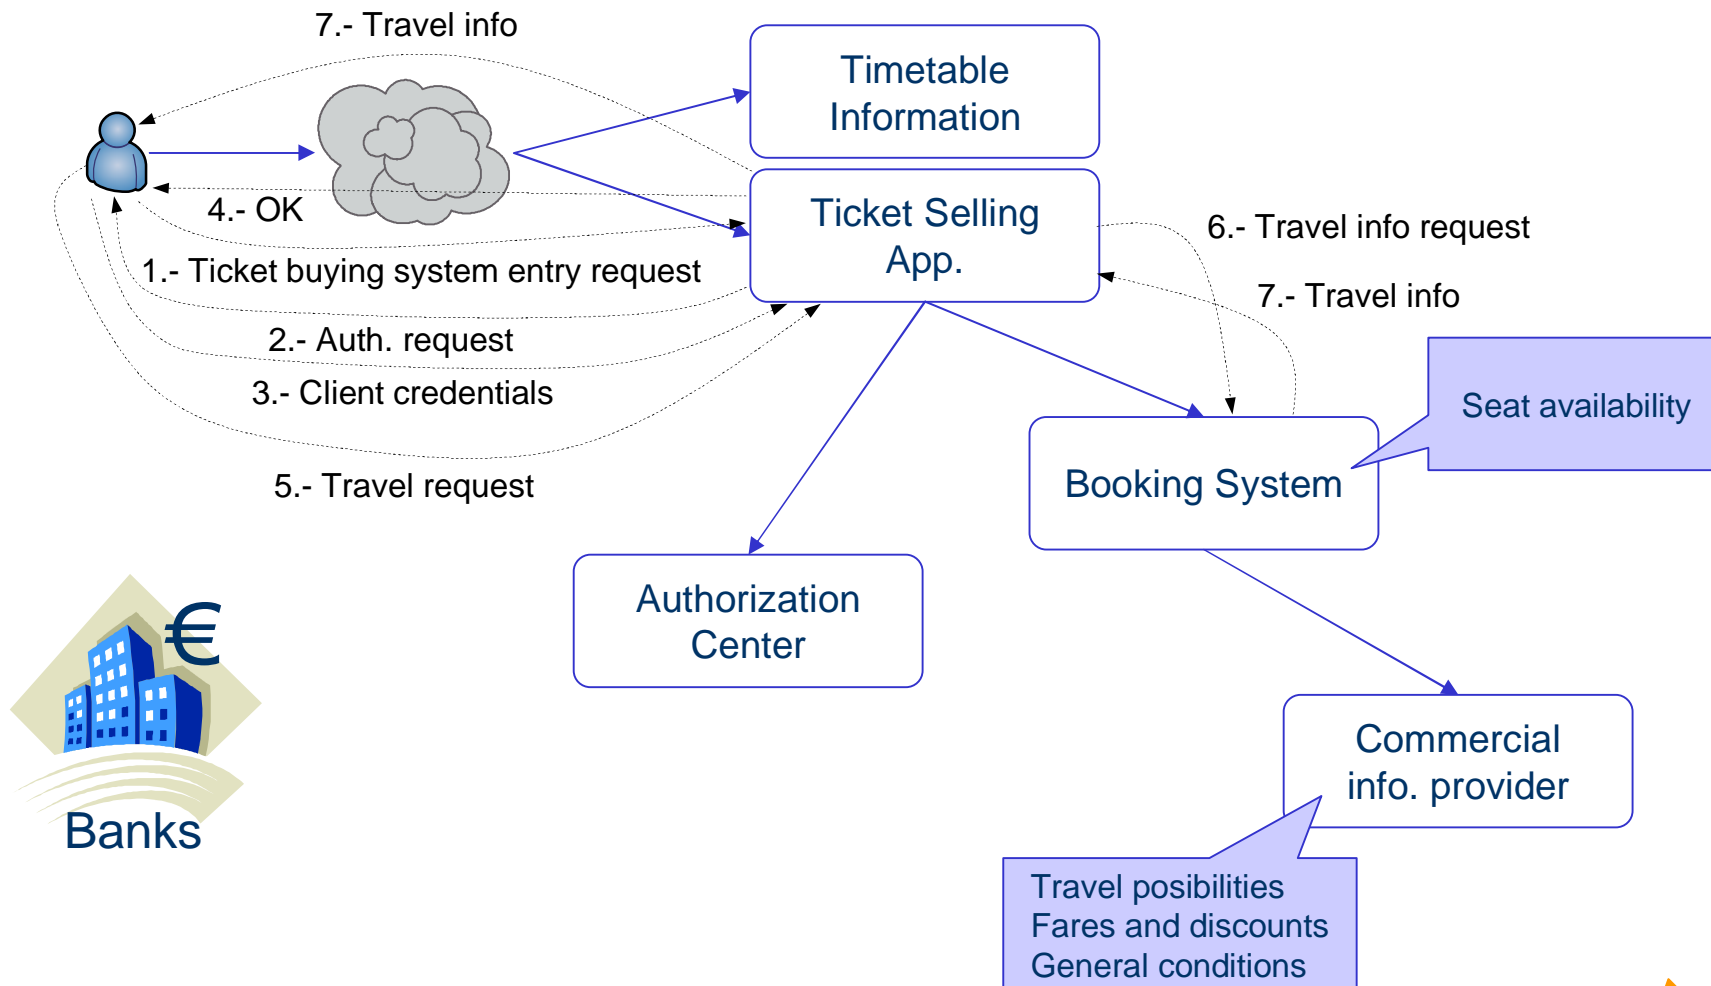 7.- Travel info
Timetable
Information
4.- OK
Ticket Selling
App.
6.- Travel info request
1.- Ticket buying system entry request
7.- Travel info
2.- Auth. request
3.- Client credentials
Seat availability
5.- Travel request
Booking System
Authorization
Center
€
Commercial
info. provider
Banks
Travel posibilities
Fares and discounts
General conditions